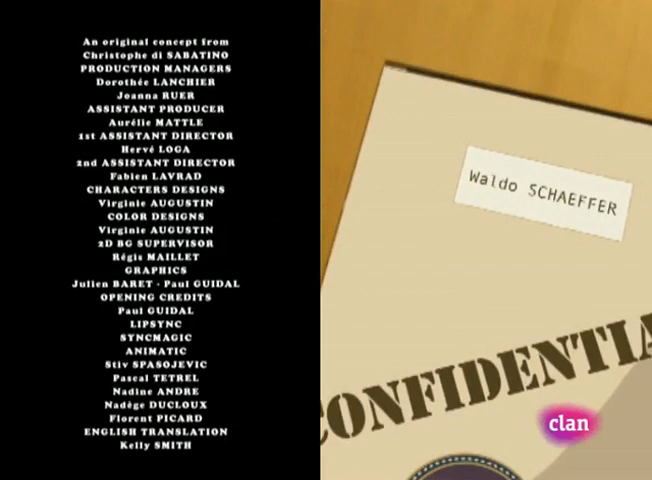 An original concept from
Christophe di SABATINO
PRODUCTION MANAGERS
Dorothée LANCHIER
Joanna RUER
ASSISTANT PRODUCER
Aurélie MATTLE
1st ASSISTANT DIRECTOR
Hervé LOGA
2nd ASSISTANT DIRECTOR
Fabien LAVRAD
CHARACTERS DESIGNS
Virginie AUGUSTIN
COLOR DESIGNS
Virginie AUGUSTIN
2D BG SUPERVISOR
Régis MAILLET
GRAPHICS
Julien BARET - Paul GUIDAL
OPENING CREDITS
Paul GUIDAL
LIPSYNC
SYNCMAGIC
ANIMATIC
Stiv SPASOJEVIC
Pascal TETREL
Nadine ANDRE
Nadège DUCLOUX
Florent PICARD
ENGLISH TRANSLATION
Kelly SMITH
Waldo SCHAEFFER
CONFIDENTIA
clan